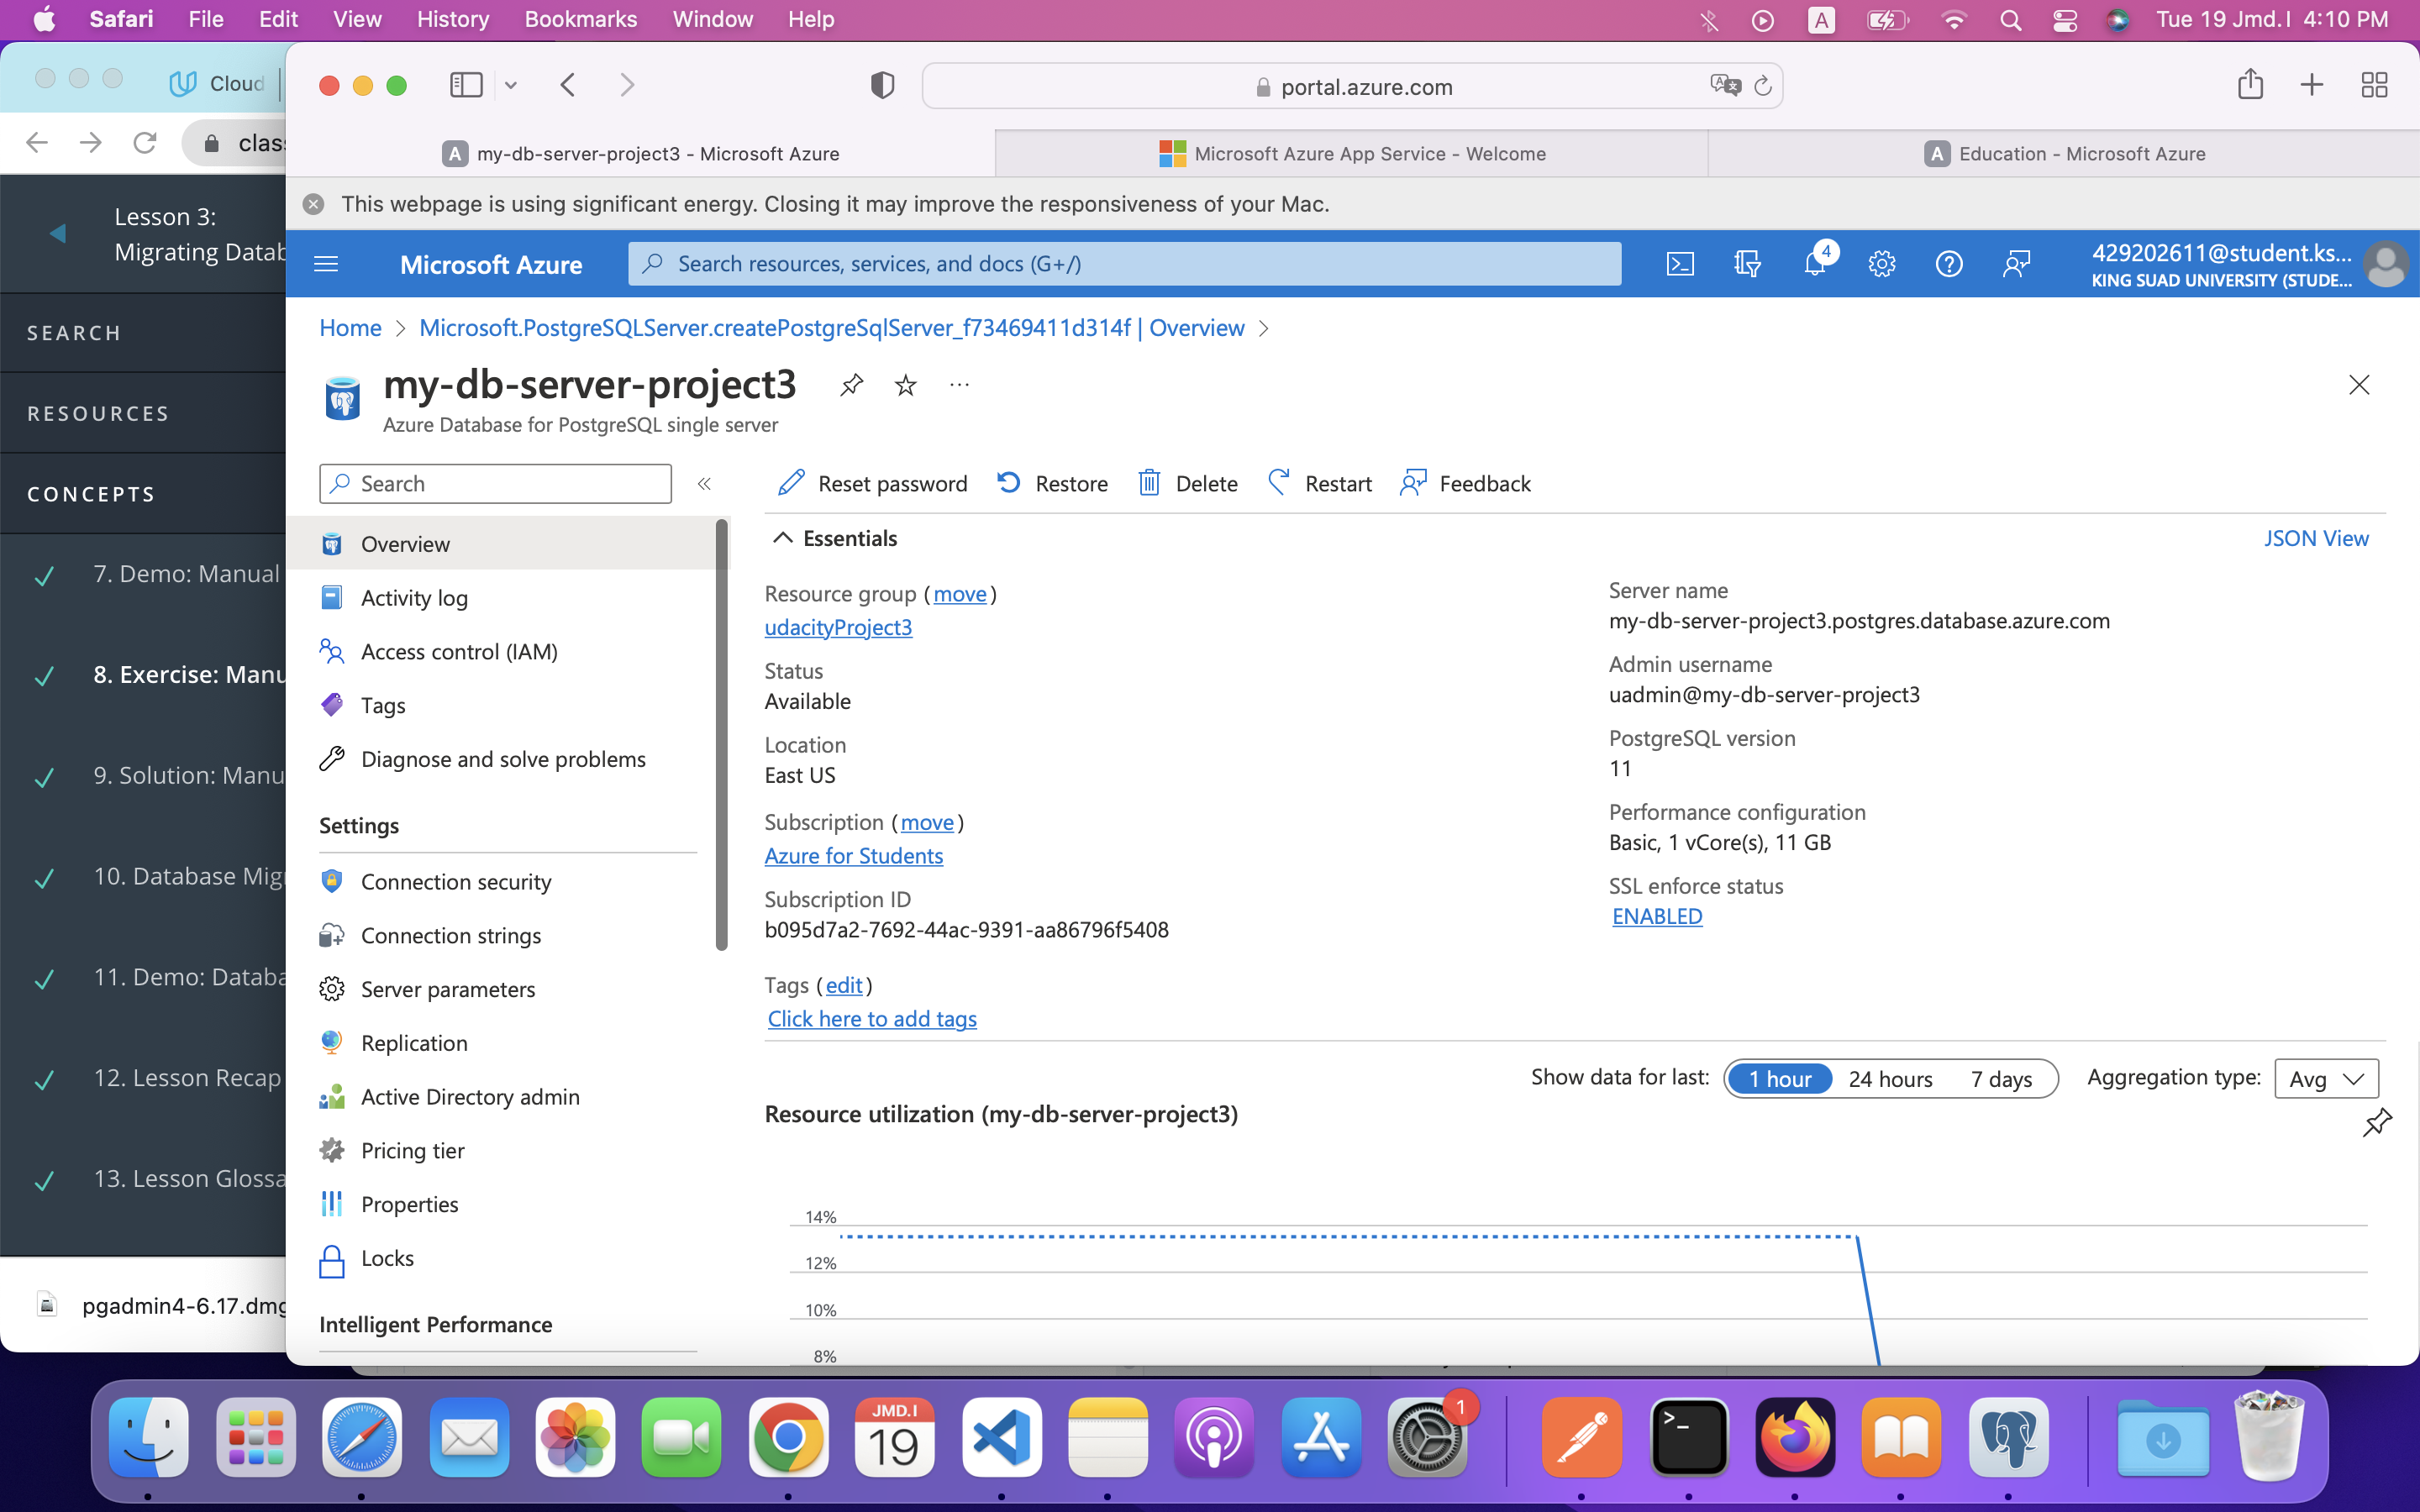 Safari File Edit View History Bookmarks Window Help
A
Tue 19 Jmd.I 4:10 PM
Cloud
clas
Lesson 3:
Migrating Datab
SEARCH
RESOURCES
CONCEPTS
7. Demo: Manual
8. Exercise: Manu
9. Solution: Manu
10. Database Mig
11. Demo: Databa
12. Lesson Recap
13. Lesson Glossa
pgadmin4-6.17.dmg
portal.azure.com
A my-db-server-project3 - Microsoft Azure
Microsoft Azure App Service - Welcome
A Education - Microsoft Azure
This webpage is using significant energy. Closing it may improve the responsiveness of your Mac.
Microsoft Azure
Search resources, services, and docs (G+/)
4
429202611@student.ks...
KING SUAD UNIVERSITY (STUDE...
Home > Microsoft.PostgreSQLServer.createPostgreSqlServer_f73469411d314f | Overview >
my-db-server-project3
Azure Database for PostgreSQL single server
Search
Overview
Activity log
Access control (IAM)
Tags
Diagnose and solve problems
Settings
Connection security
Connection strings
Server parameters
Replication
Active Directory admin
Pricing tier
Properties
Locks
Intelligent Performance
Reset password Restore Delete Restart Feedback
Essentials
JSON View
Resource group (move)
udacityProject3
Status
Available
Location
East US
Subscription (move)
Azure for Students
Subscription ID
b095d7a2-7692-44ac-9391-aa86796f5408
Tags (edit)
Click here to add tags
Server name
my-db-server-project3.postgres.database.azure.com
Admin username
uadmin@my-db-server-project3
PostgreSQL version
11
Performance configuration
Basic, 1 vCore(s), 11 GB
SSL enforce status
ENABLED
Show data for last: 1 hour 24 hours 7 days Aggregation type: Avg
Resource utilization (my-db-server-project3)
14%
12%
10%
8%
JMD.I
19
1